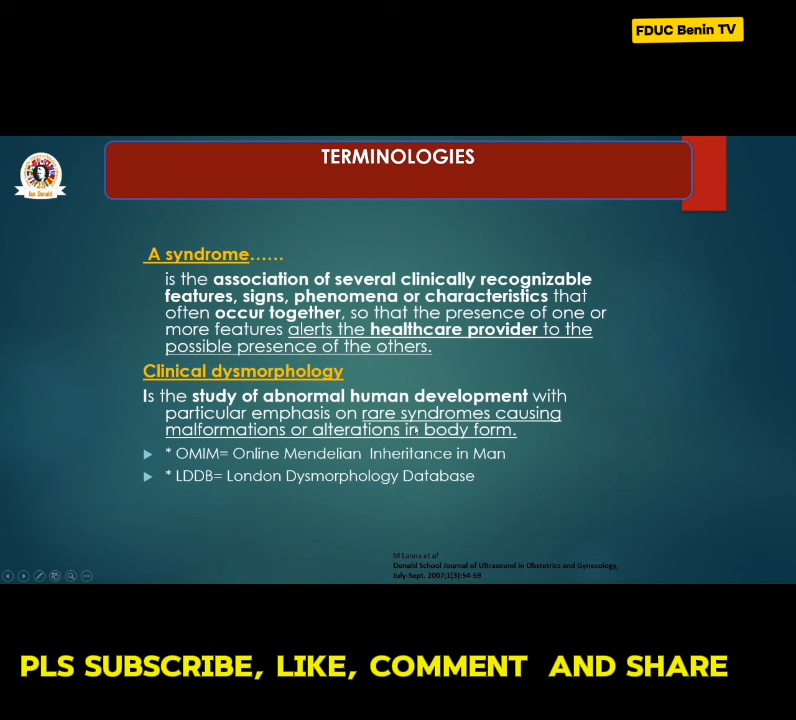 FDUC Benin TV
TERMINOLOGIES
Ian Donald
A syndrome......
is the association of several clinically recognizable
features, signs, phenomena or characteristics that
often occur together, so that the presence of one or
more features alerts the healthcare provider to the
possible presence of the others.
Clinical dysmorphology
Is the study of abnormal human development with
particular emphasis on rare syndromes causing
malformations or alterations in body form.
* OMIM= Online Mendelian Inheritance in Man
* LDDB= London Dysmorphology Database
et al
Donald School Journal of Ultrasound in Obstetrics and Gynecology,
July-Sept. 2007;1(3):54-59
PLS SUBSCRIBE, LIKE, COMMENT AND SHARE